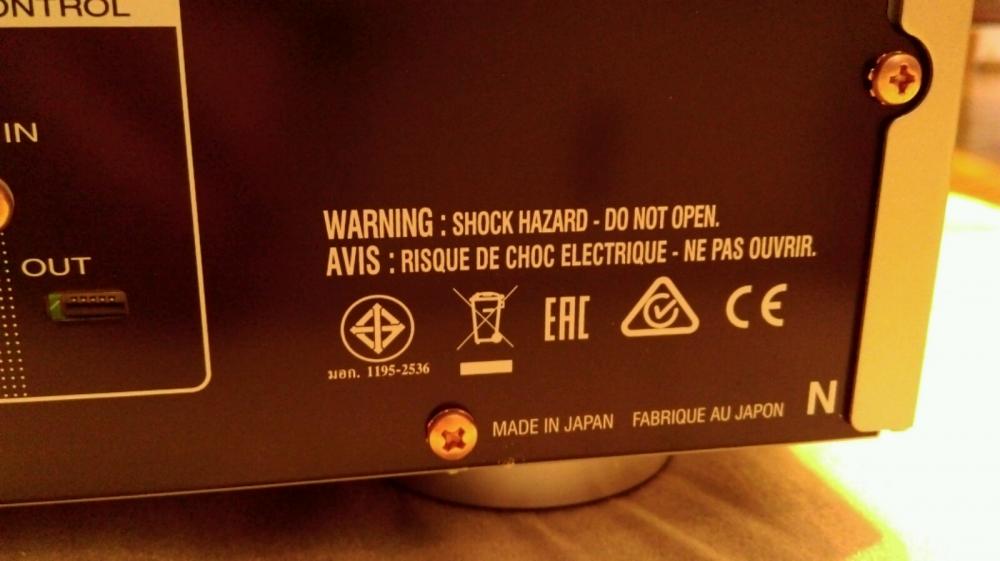 ONTROL
IN
OUT
WARNING : SHOCK HAZARD - DO NOT OPEN.
AVIS : RISQUE DE CHOC ELECTRIQUE - NE PAS OUVRIR.
EAC
CE
มอก. 1195-2536
MADE IN JAPAN FABRIQUE AU JAPON
N